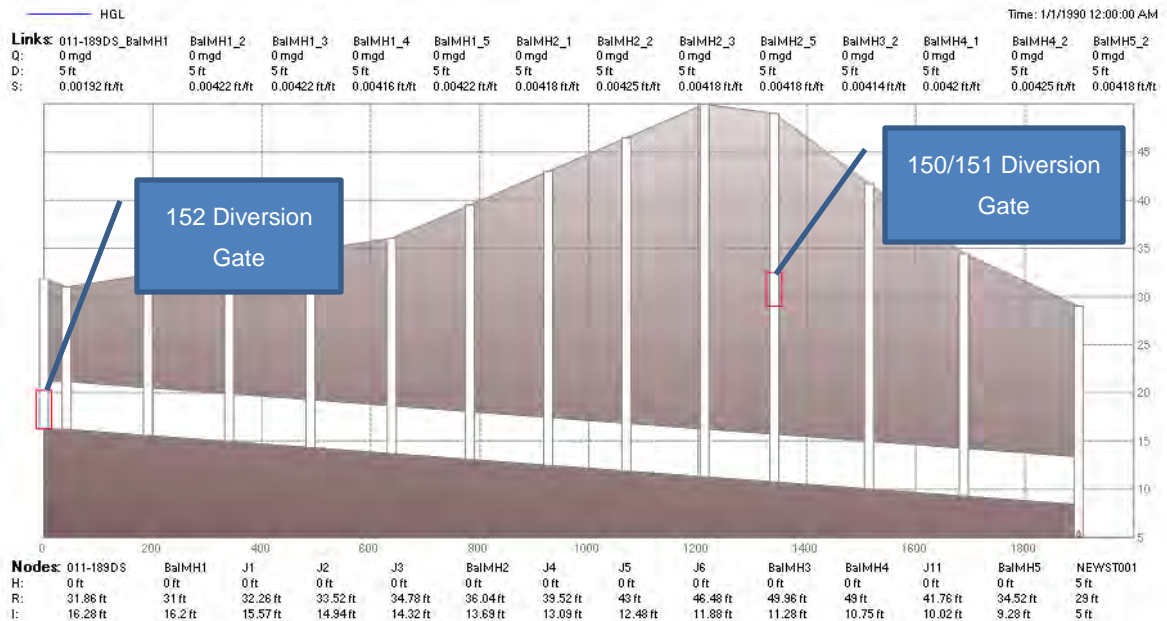 HGL
Time: 1/1/1990 12:00:00 AM
Links: 011-189DS_BalMH1 BalMH1_2 BalMH1_3 BalMH1_4 BalMH1_5 BalMH2_1 BalMH2_2 BalMH2_3 BalMH2_5 BalMH3_2 BalMH4_1 BalMH4_2 BalMH5_2
Q: 0 mgd 0 mgd 0 mgd 0 mgd 0 mgd 0 mgd 0 mgd 0 mgd 0 mgd 0 mgd 0 mgd 0 mgd 0 mgd
D: 5 ft 5 ft 5 ft 5 ft 5 ft 5 ft 5 ft 5 ft 5 ft 5 ft 5 ft 5 ft 5 ft
S: 0.00192 ft/ft 0.00422 ft/ft 0.00422 ft/ft 0.00416 ft/ft 0.00422 ft/ft 0.00418 ft/ft 0.00425 ft/ft 0.00418 ft/ft 0.00418 ft/ft 0.00414 ft/ft 0.0042 ft/ft 0.00425 ft/ft 0.00418 ft/ft
152 Diversion
Gate
150/151 Diversion
Gate
45
40
35
30
25
20
15
10
5
0 200 400 600 800 1000 1200 1400 1600 1800
Nodes: 011-189DS BalMH1 J1 J2 J3 BalMH2 J4 J5 J6 BalMH3 BalMH4 J11 BalMH5 NEWST001
H: 0 ft 0 ft 0 ft 0 ft 0 ft 0 ft 0 ft 0 ft 0 ft 0 ft 0 ft 0 ft 0 ft 5 ft
R: 31.86 ft 31 ft 32.26 ft 33.52 ft 34.78 ft 36.04 ft 39.52 ft 43 ft 46.48 ft 49.96 ft 49 ft 41.76 ft 34.52 ft 29 ft
I: 16.28 ft 16.2 ft 15.57 ft 14.94 ft 14.32 ft 13.69 ft 13.09 ft 12.48 ft 11.88 ft 11.28 ft 10.75 ft 10.02 ft 9.28 ft 5 ft